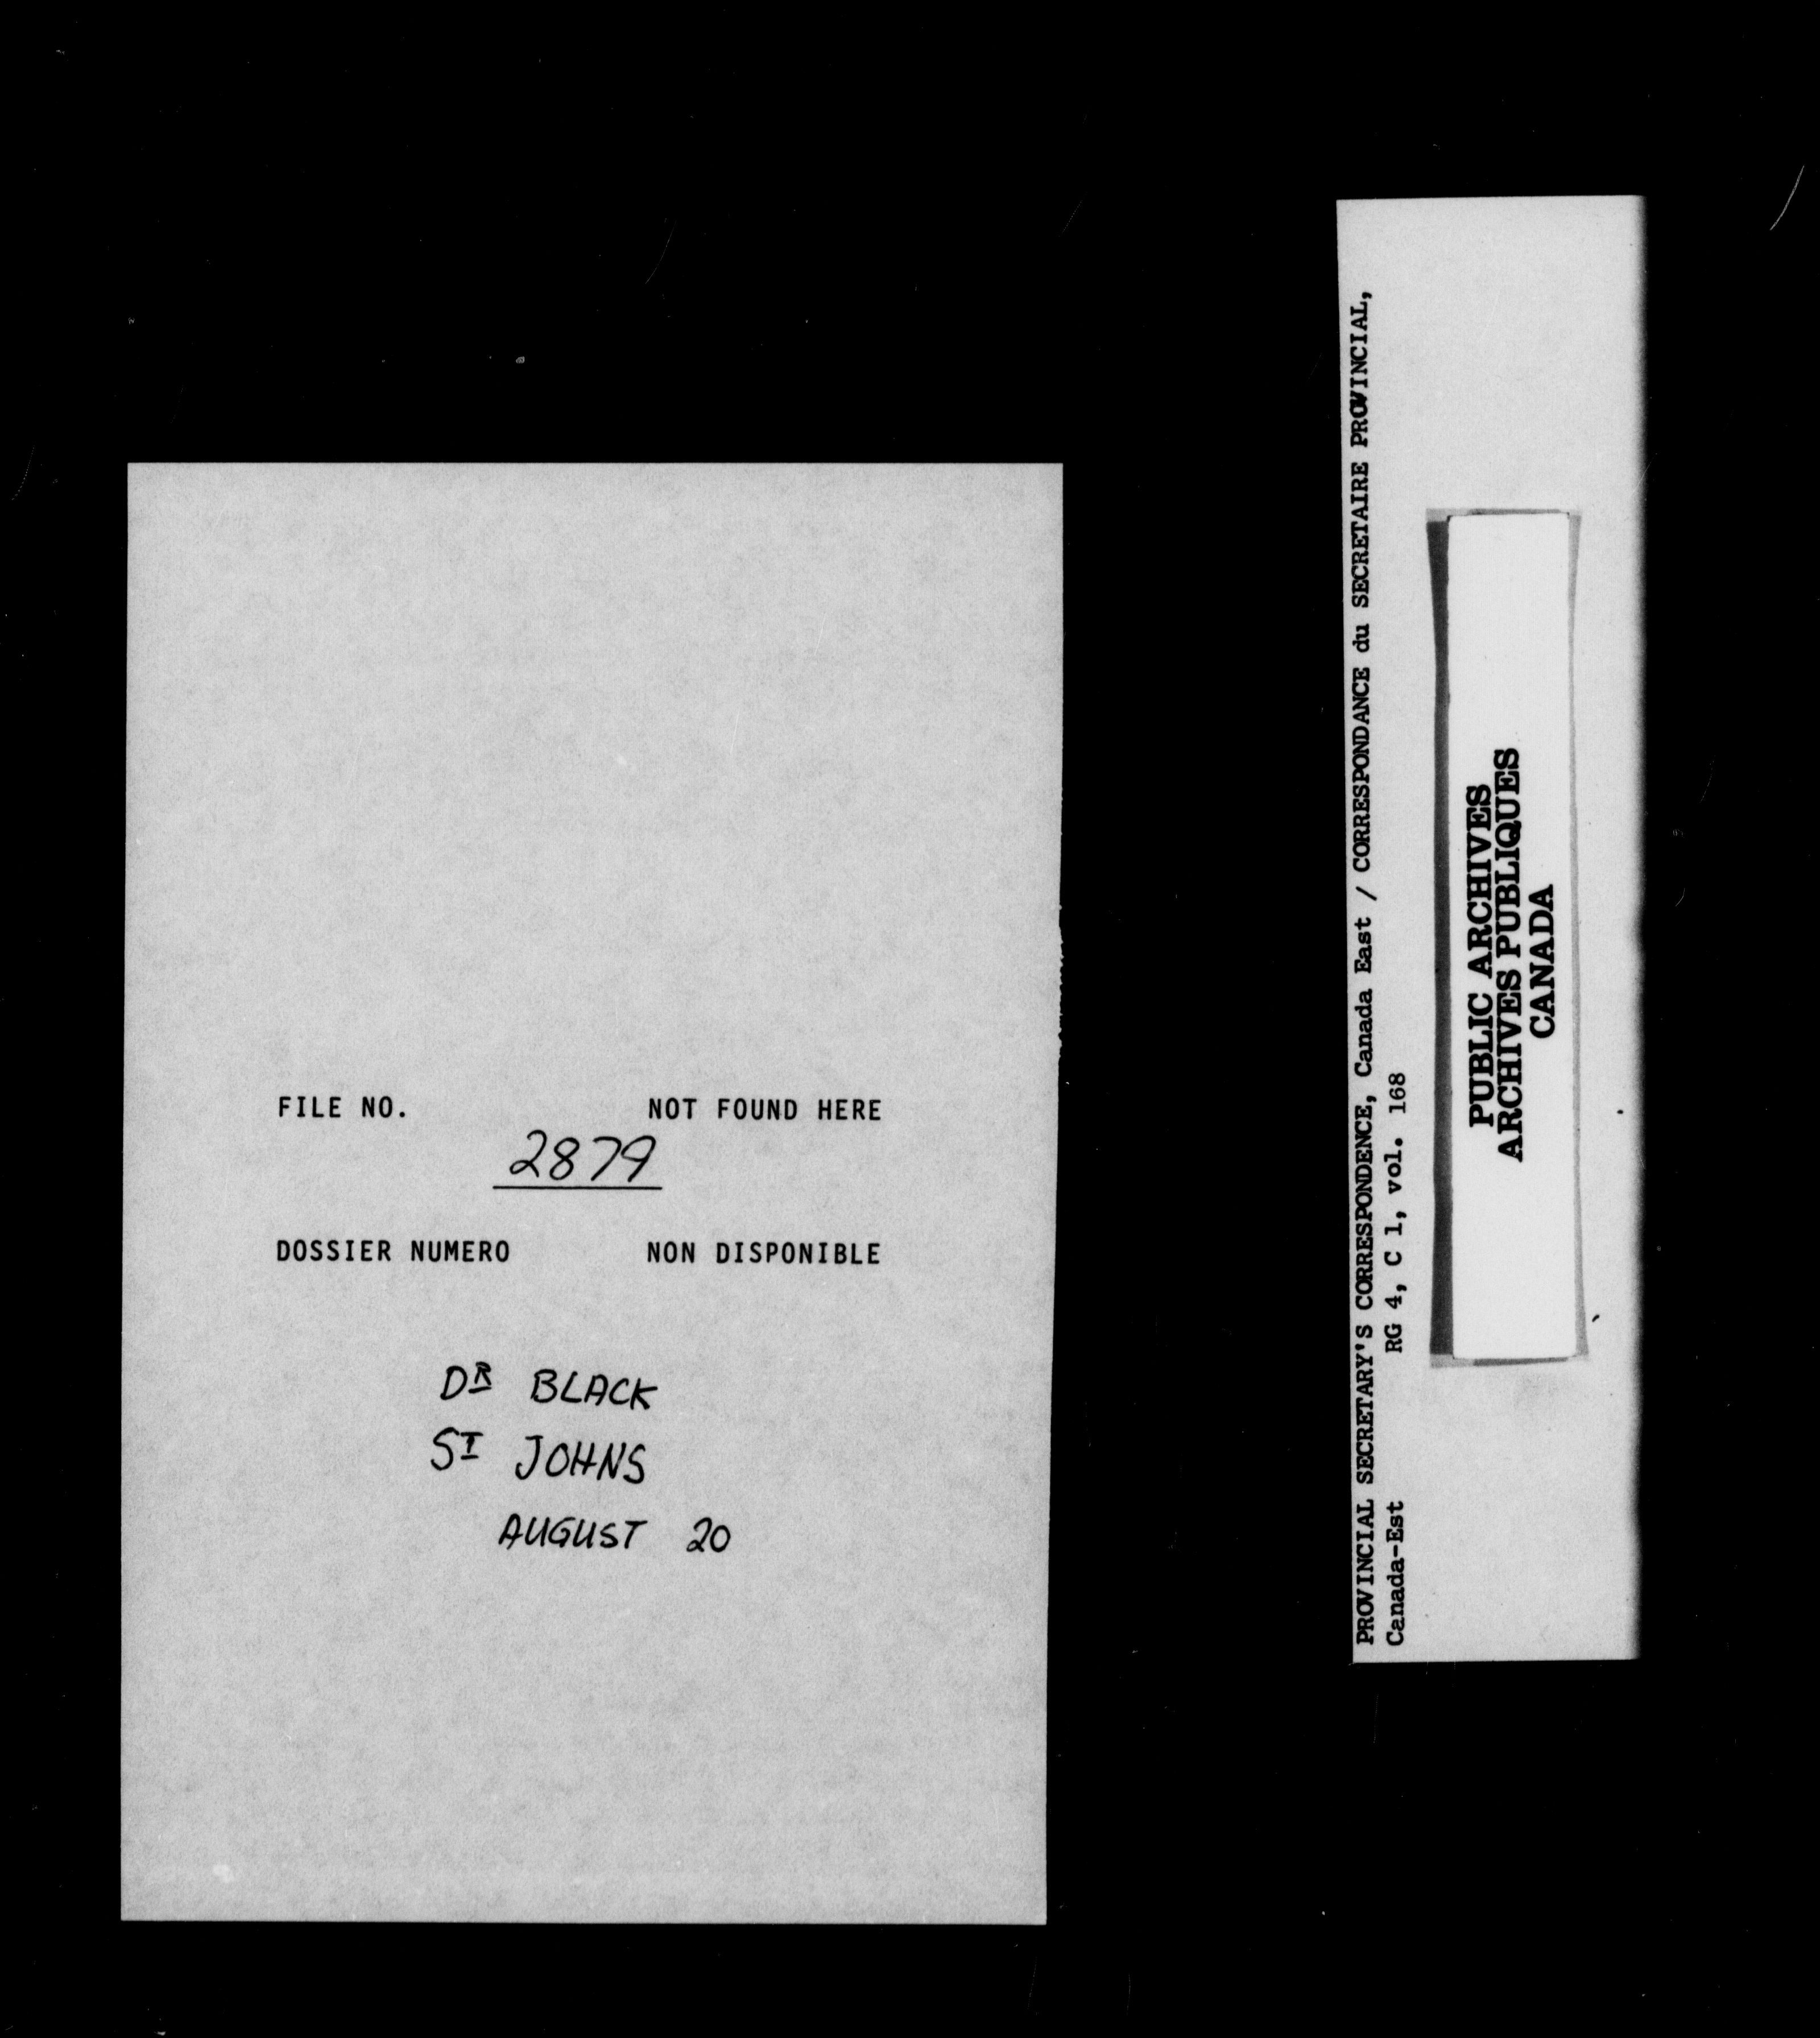 FILE NO. NOT FOUND HERE
2879
DOSSIER NUMERO NON DISPONIBLE
DR BLACK
ST JOHNS
AUGUST 20
PROVINCIAL SECRETARY'S CORRESPONDENCE, Canada East / CORRESPONDANCE du SECRETAIRE PROVINCIAL,
Canada-Est RG 4, C 1, vol. 168
PUBLIC ARCHIVES
ARCHIVES PUBLIQUES
CANADA